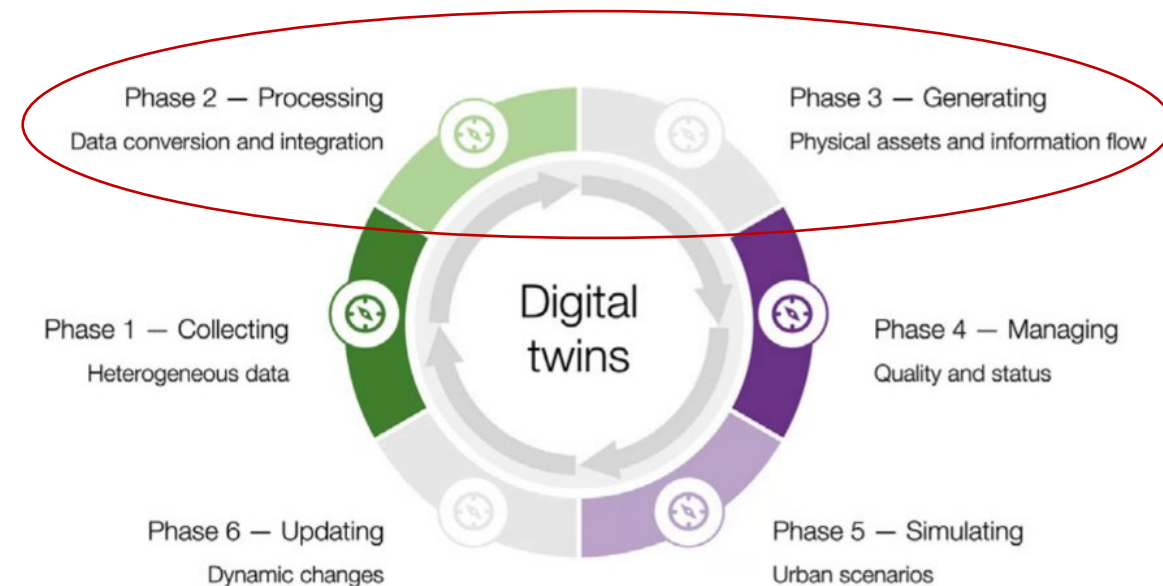 Phase 2 — Processing
Data conversion and integration
Phase 3 — Generating
Physical assets and information flow
Digital
twins
Phase 1 — Collecting
Heterogeneous data
Phase 4 — Managing
Quality and status
Phase 6 — Updating
Dynamic changes
Phase 5 — Simulating
Urban scenarios